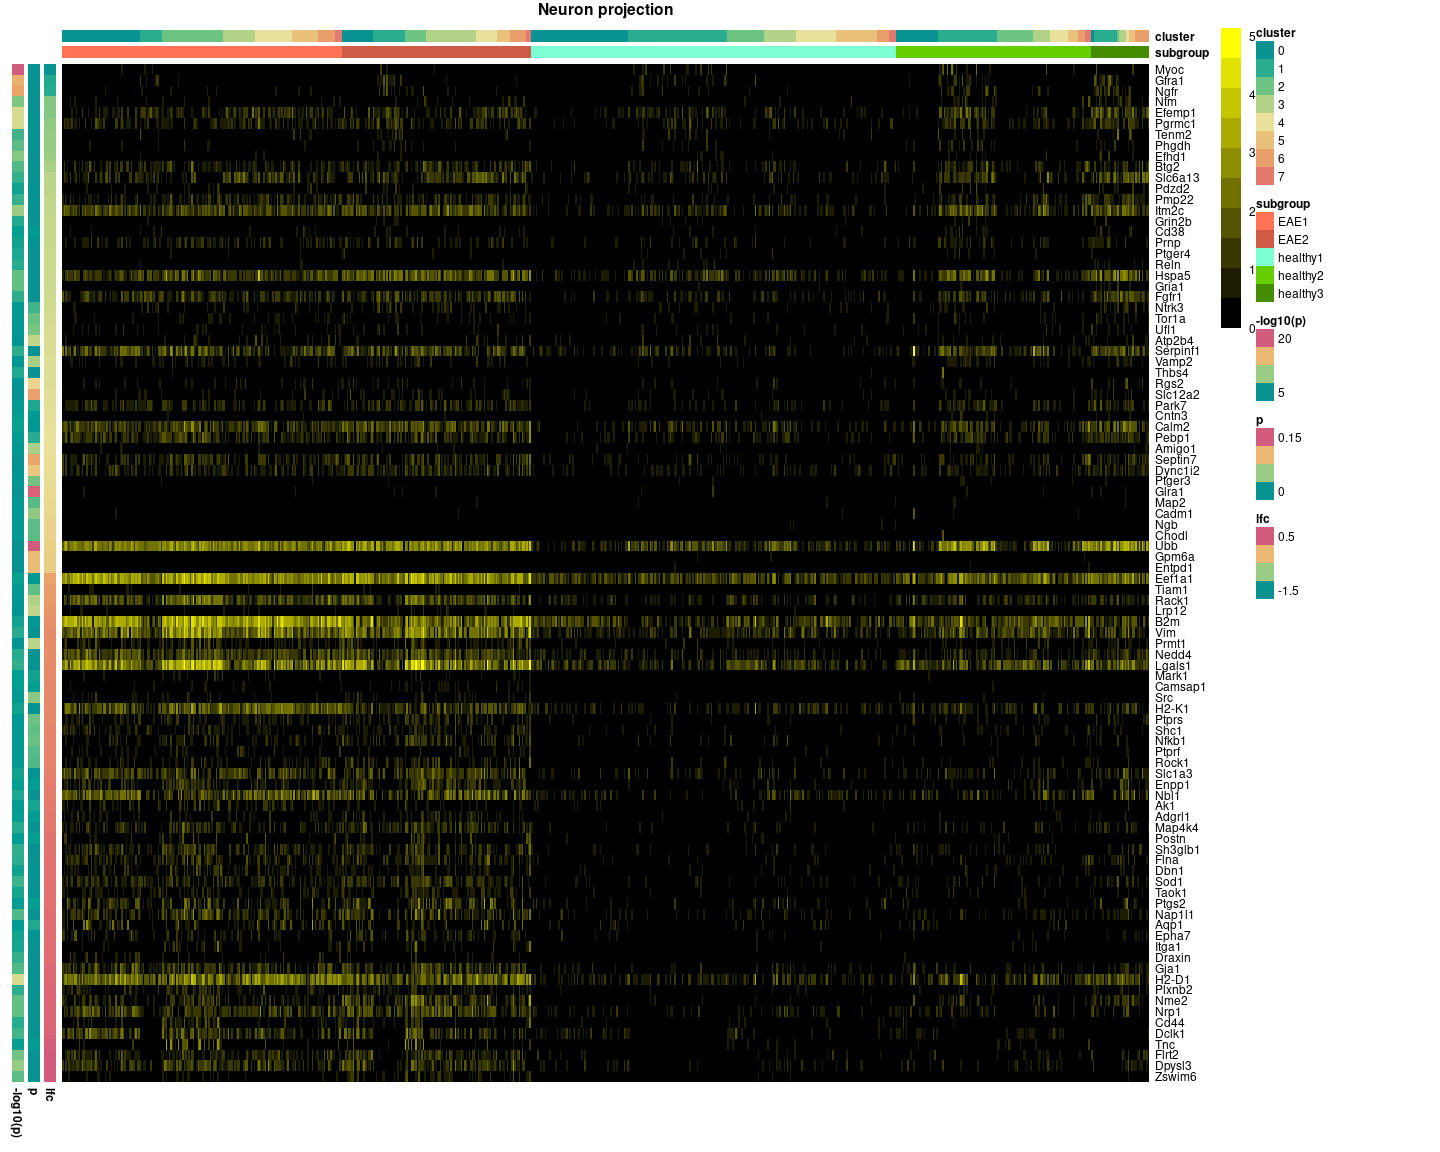 Neuron projection
cluster
subgroup
Myoc
Gfra1
Ngfr
Ntm
Efemp1
Pgrmc1
Tenm2
Phgdh
Efhd1
Btg2
Slc6a13
Pdzd2
Pmp22
Itm2c
Grin2b
Cd38
Prnp
Ptger4
Reln
Hspa5
Gria1
Fgfr1
Ntrk3
Tor1a
Ufl1
Atp2b4
Serpinf1
Vamp2
Thbs4
Rgs2
Slc12a2
Park7
Cntn3
Calm2
Pebp1
Amigo1
Septin7
Dync1i2
Ptger3
Glra1
Map2
Cadm1
Ngb
Chodl
Ubb
Gpm6a
Entpd1
Eef1a1
Tiam1
Rack1
Lrp12
B2m
Vim
Prmt1
Nedd4
Lgals1
Mark1
Camsap1
Src
H2-K1
Ptprs
Shc1
Nfkb1
Ptprf
Rock1
Slc1a3
Enpp1
Nbl1
Ak1
Adgrl1
Map4k4
Postn
Sh3glb1
Flna
Dbn1
Sod1
Taok1
Ptgs2
Nap1l1
Aqp1
Epha7
Itga1
Draxin
Gja1
H2-D1
Plxnb2
Nme2
Nrp1
Cd44
Dclk1
Tnc
Flrt2
Dpysl3
Zswim6
-log10(p)
p
lfc
5
4
3
2
1
0
cluster
0
1
2
3
4
5
6
7
subgroup
EAE1
EAE2
healthy1
healthy2
healthy3
-log10(p)
20
5
p
0.15
0
lfc
0.5
-1.5